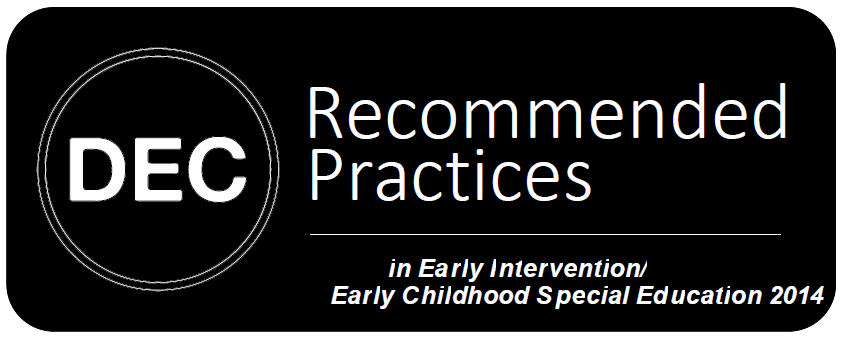 DEC
Recommended
Practices
in Early Intervention/
Early Childhood Special Education 2014